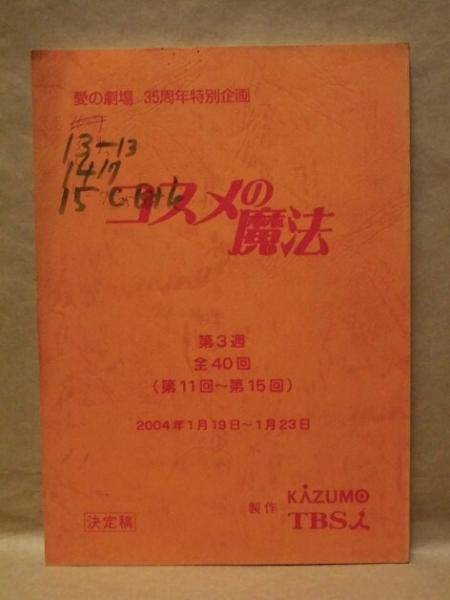 愛の劇場 35周年特別企画
13-13
14 17
15
コスメの魔法
第3週
全40回
(第11回～第15回)
2004年1月19日～1月23日
決定稿
製作 KAZUMO
TBSi